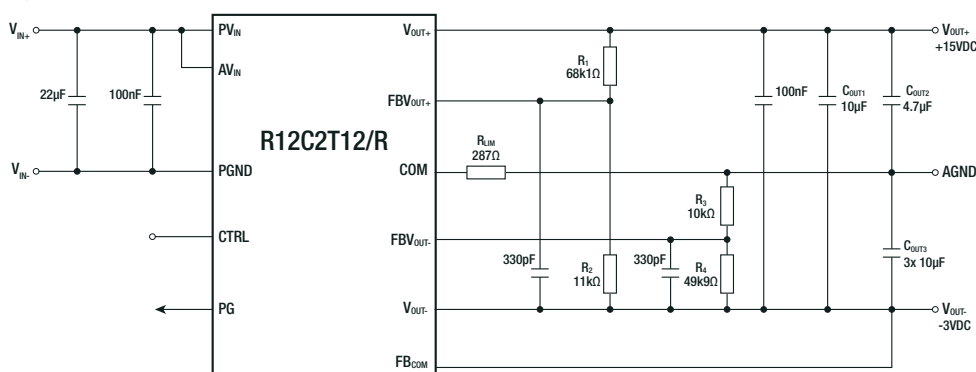 VIN+
PVIN
VOUT+
VOUT+
+15VDC
R1
68k1Ω
AVIN
22µF
100nF
FBVOUT+
100nF
COUT1
10µF
COUT2
4.7µF
R12C2T12/R
RLIM
287Ω
VIN-
PGND
COM
AGND
R3
10kΩ
CTRL
FBVOUT-
330pF
R2
11kΩ
330pF
R4
49k9Ω
COUT3
3x 10µF
PG
VOUT-
VOUT-
-3VDC
FBCOM